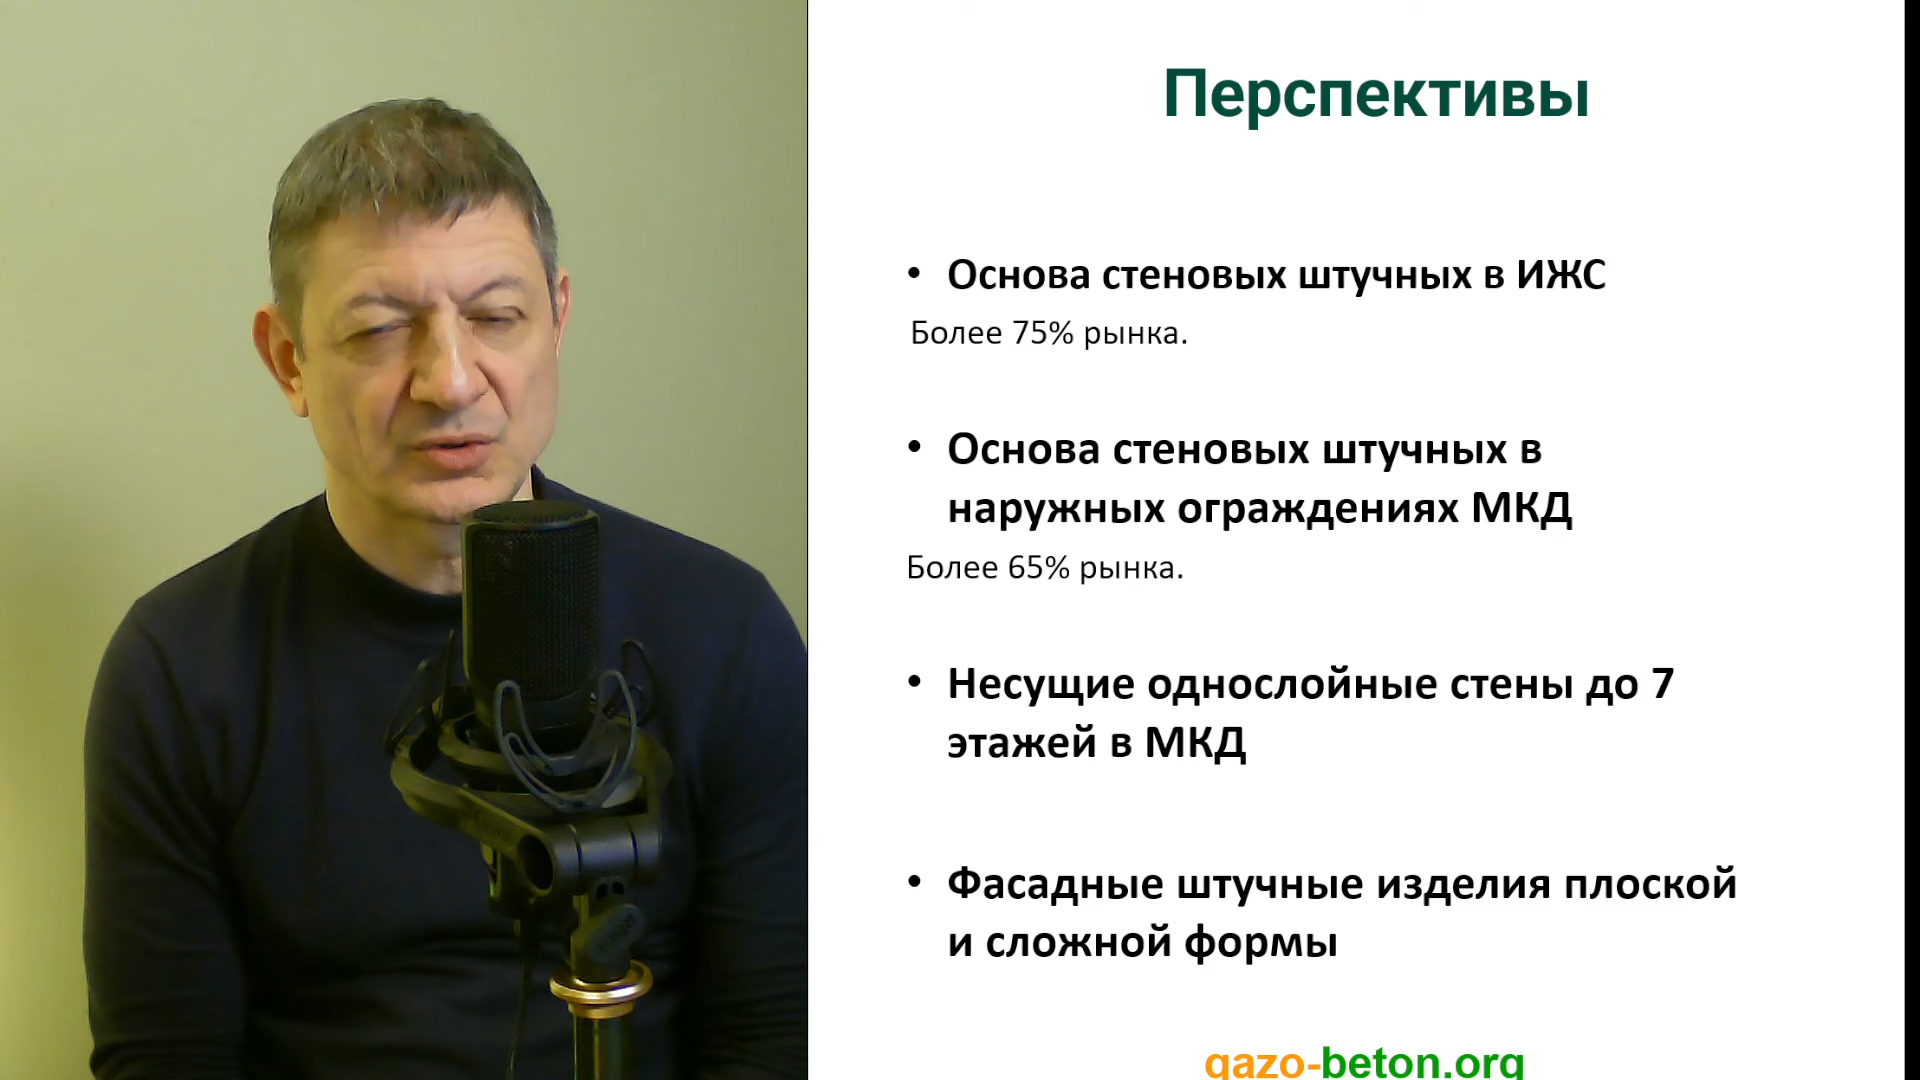 Перспективы
• Основа стеновых штучных в ИЖС
Более 75% рынка.
• Основа стеновых штучных в
наружных ограждениях МКД
Более 65% рынка.
• Несущие однослойные стены до 7
этажей в МКД
• Фасадные штучные изделия плоской
и сложной формы
gazo-beton.org